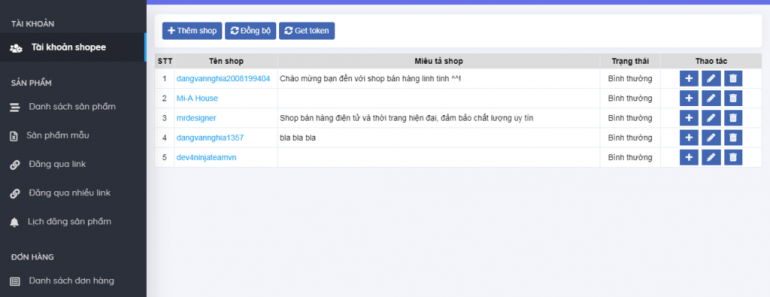 TÀI KHOẢN
Tài khoản shopee
SẢN PHẨM
Danh sách sản phẩm
Sản phẩm mẫu
Đăng qua link
Đăng qua nhiều link
Lịch đăng sản phẩm
ĐƠN HÀNG
Danh sách đơn hàng
Thêm shop Đồng bộ Get token
STT Tên shop Miêu tả shop Trạng thái Thao tác
1 dangvannghia2008199404 Chào mừng bạn đến với shop bán hàng linh tinh ^^! Bình thường
2 Mi-A House Bình thường
3 mrdesigner Shop bán hàng điện tử và thời trang hiện đại, đảm bảo chất lượng uy tín Bình thường
4 dangvannghia1357 bla bla bla Bình thường
5 dev4ninjateamvn Bình thường